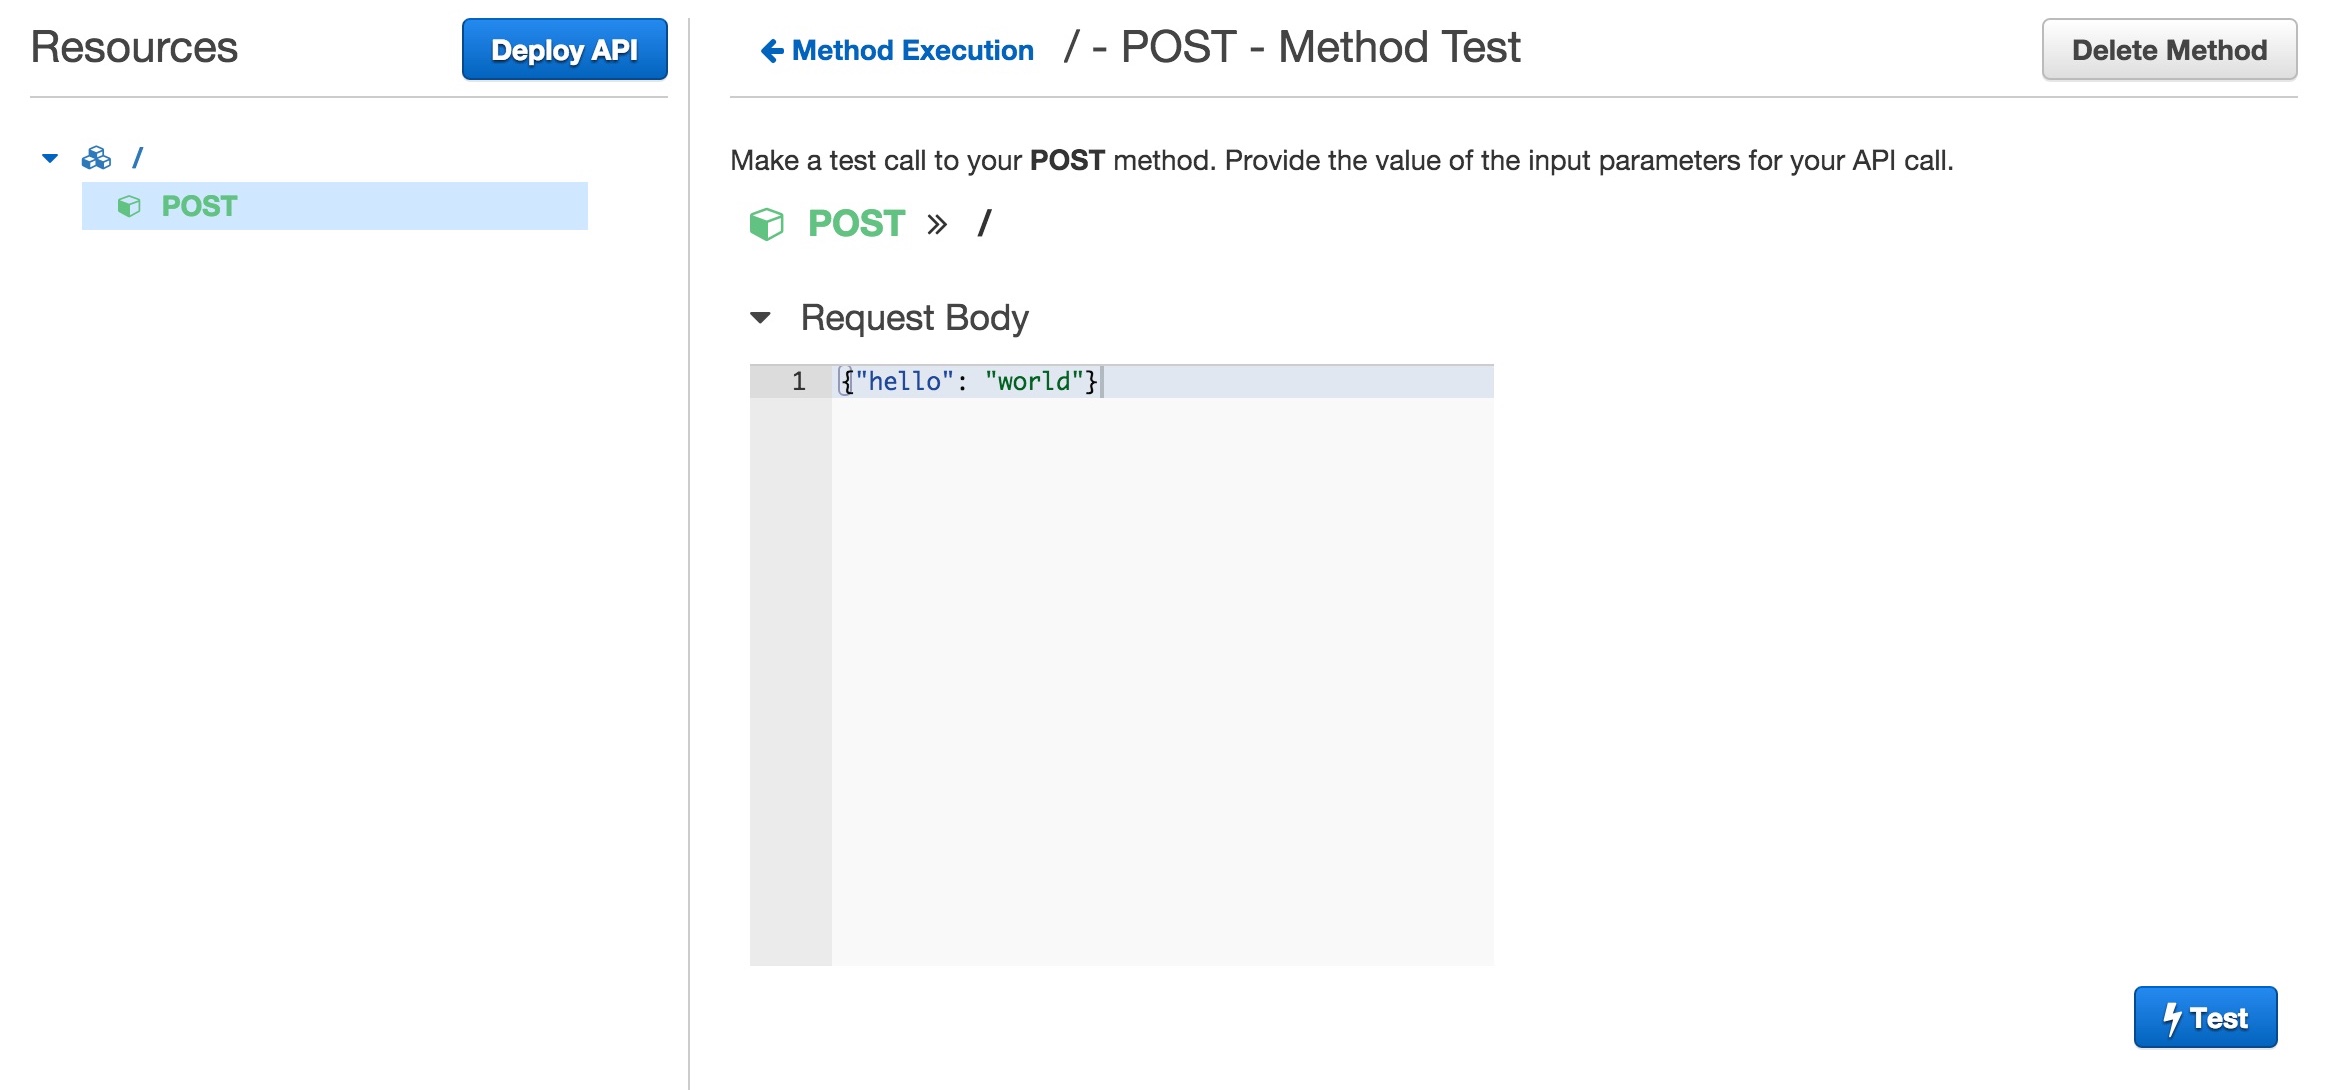 Resources
Deploy API
/
POST
Method Execution / - POST - Method Test
Delete Method
Make a test call to your POST method. Provide the value of the input parameters for your API call.
POST » /
Request Body
1 {"hello": "world"}
Test